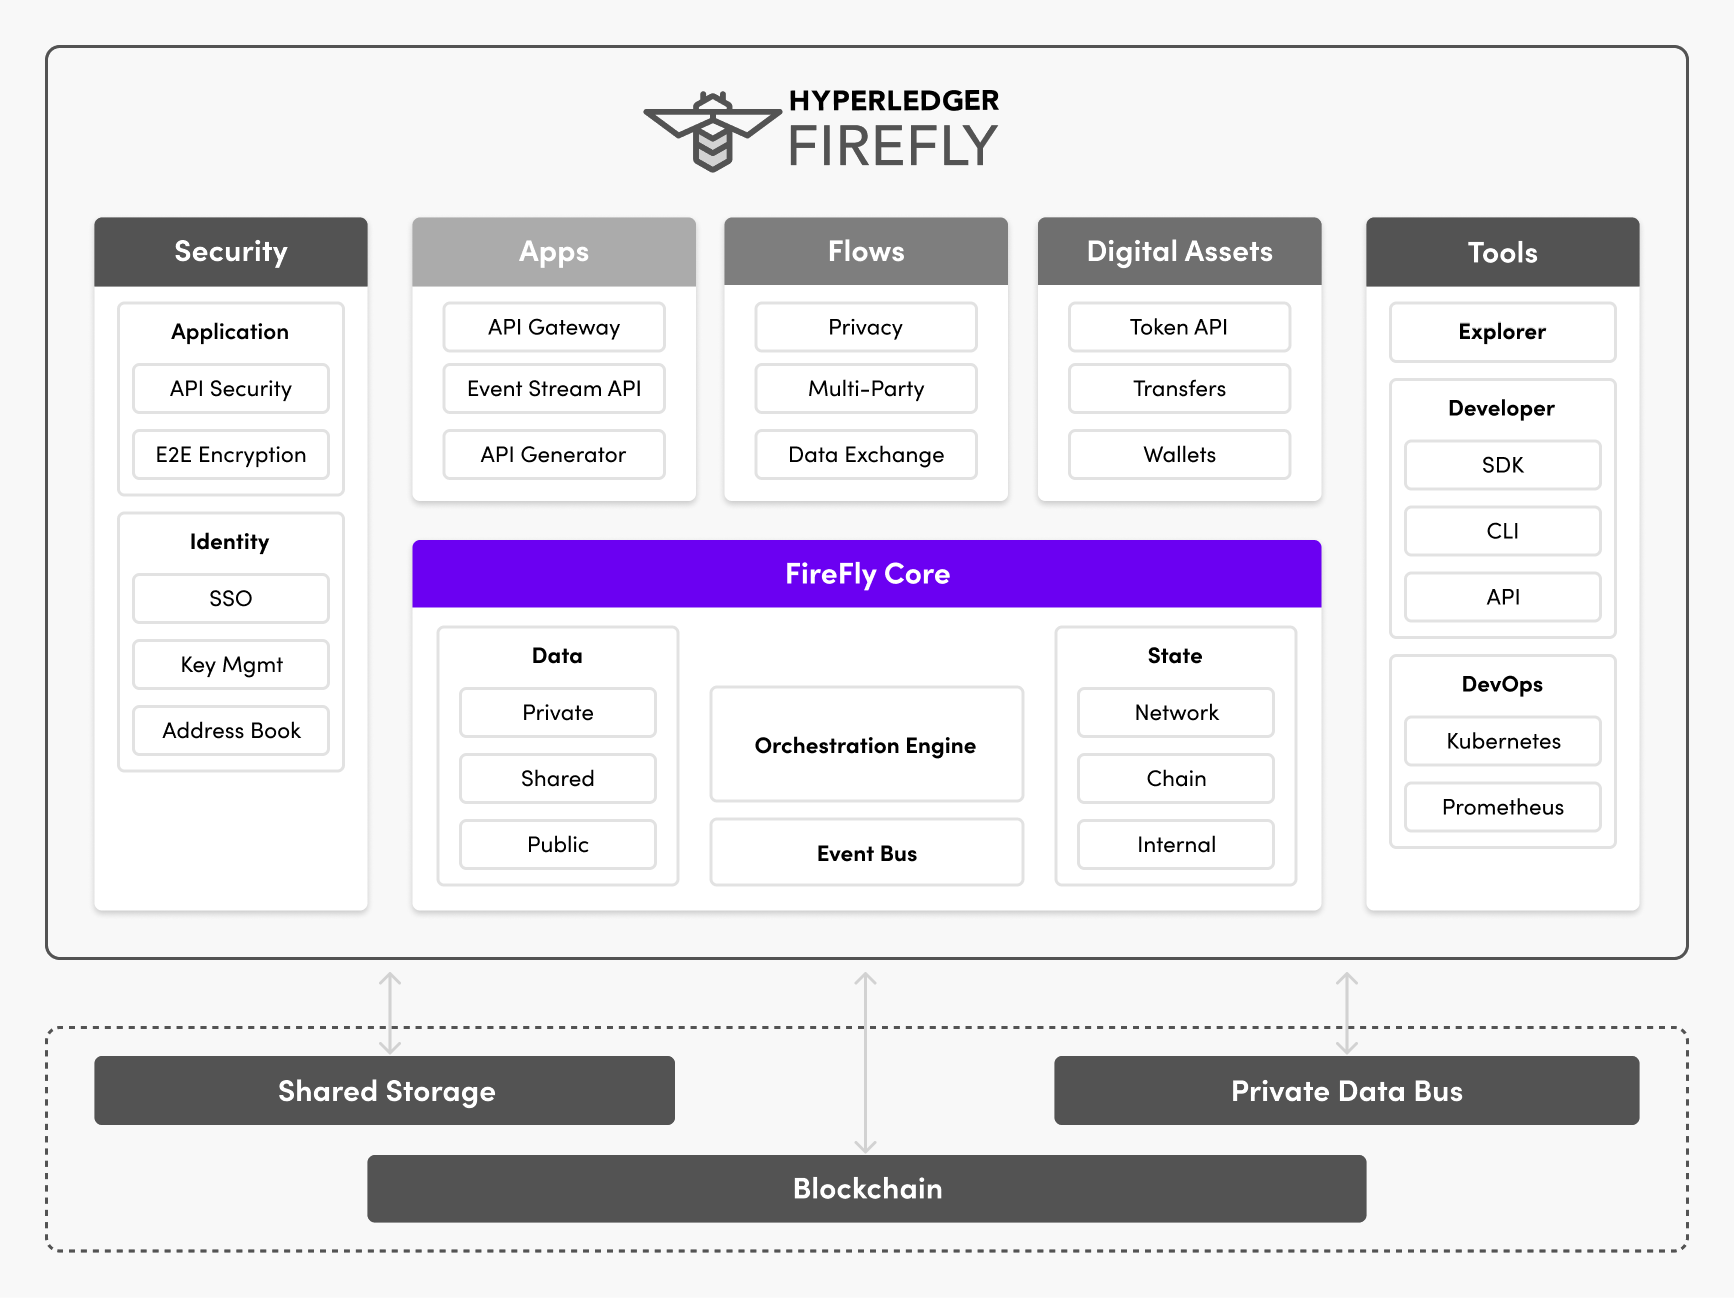 HYPERLEDGER
FIREFLY
Security
Application
API Security
E2E Encryption
Identity
SSO
Key Mgmt
Address Book
Apps
API Gateway
Event Stream API
API Generator
Flows
Privacy
Multi-Party
Data Exchange
Digital Assets
Token API
Transfers
Wallets
FireFly Core
Data
Private
Shared
Public
Orchestration Engine
Event Bus
State
Network
Chain
Internal
Tools
Explorer
Developer
SDK
CLI
API
DevOps
Kubernetes
Prometheus
Shared Storage
Private Data Bus
Blockchain